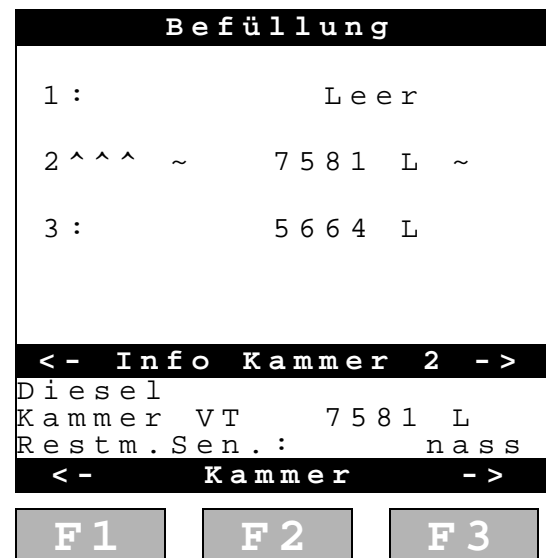 Befüllung
1: Leer
2^^^ ~ 7581 L ~
3: 5664 L
<- Info Kammer 2 ->
Diesel
Kammer VT 7581 L
Restm.Sen.: nass
<- Kammer ->
F1 F2 F3